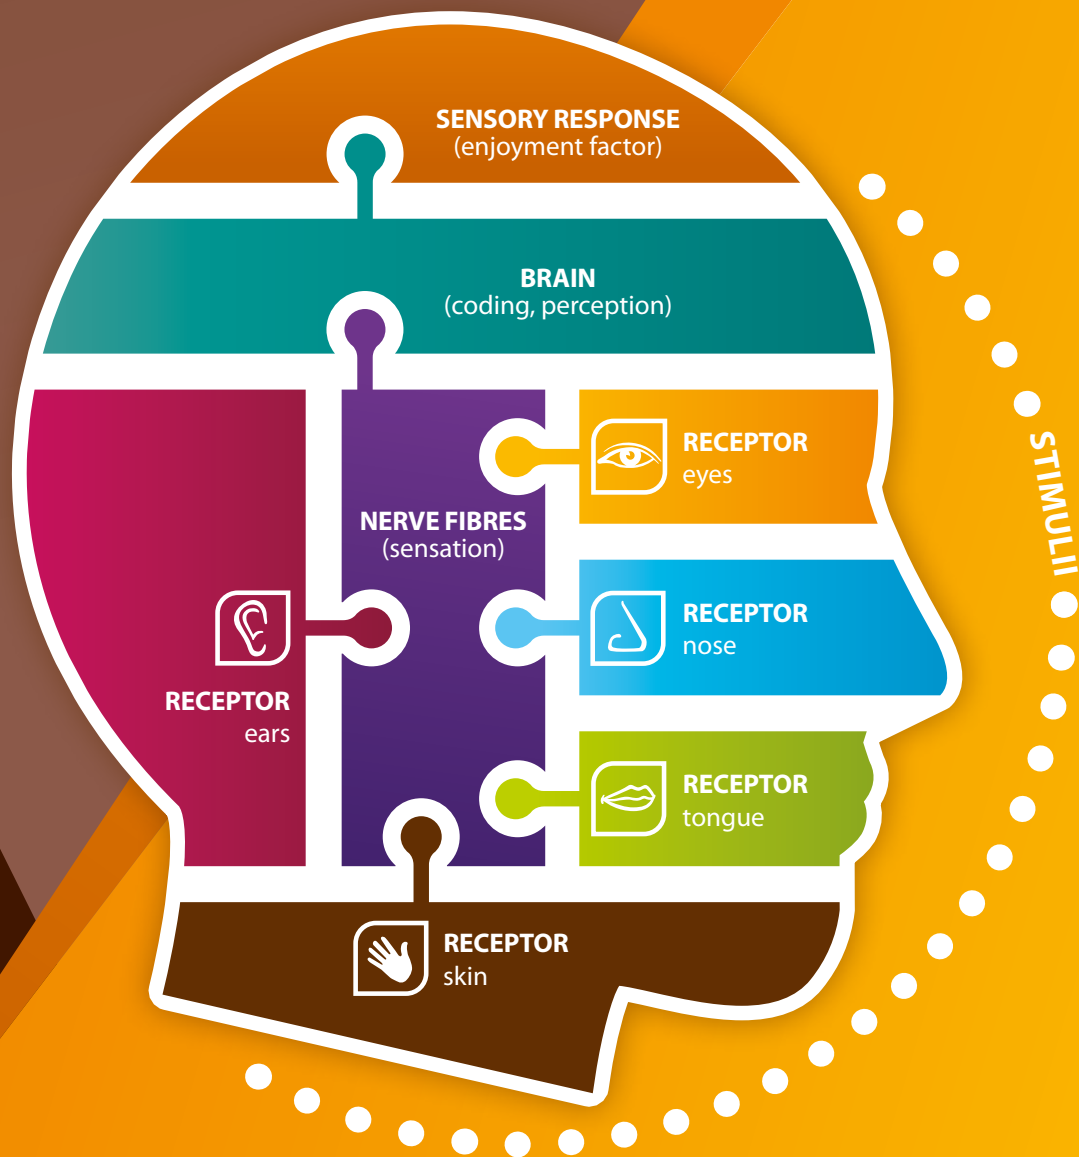 SENSORY RESPONSE
(enjoyment factor)
BRAIN
(coding, perception)
RECEPTOR
eyes
STIMULII
NERVE FIBRES
(sensation)
RECEPTOR
nose
RECEPTOR
ears
RECEPTOR
tongue
RECEPTOR
skin